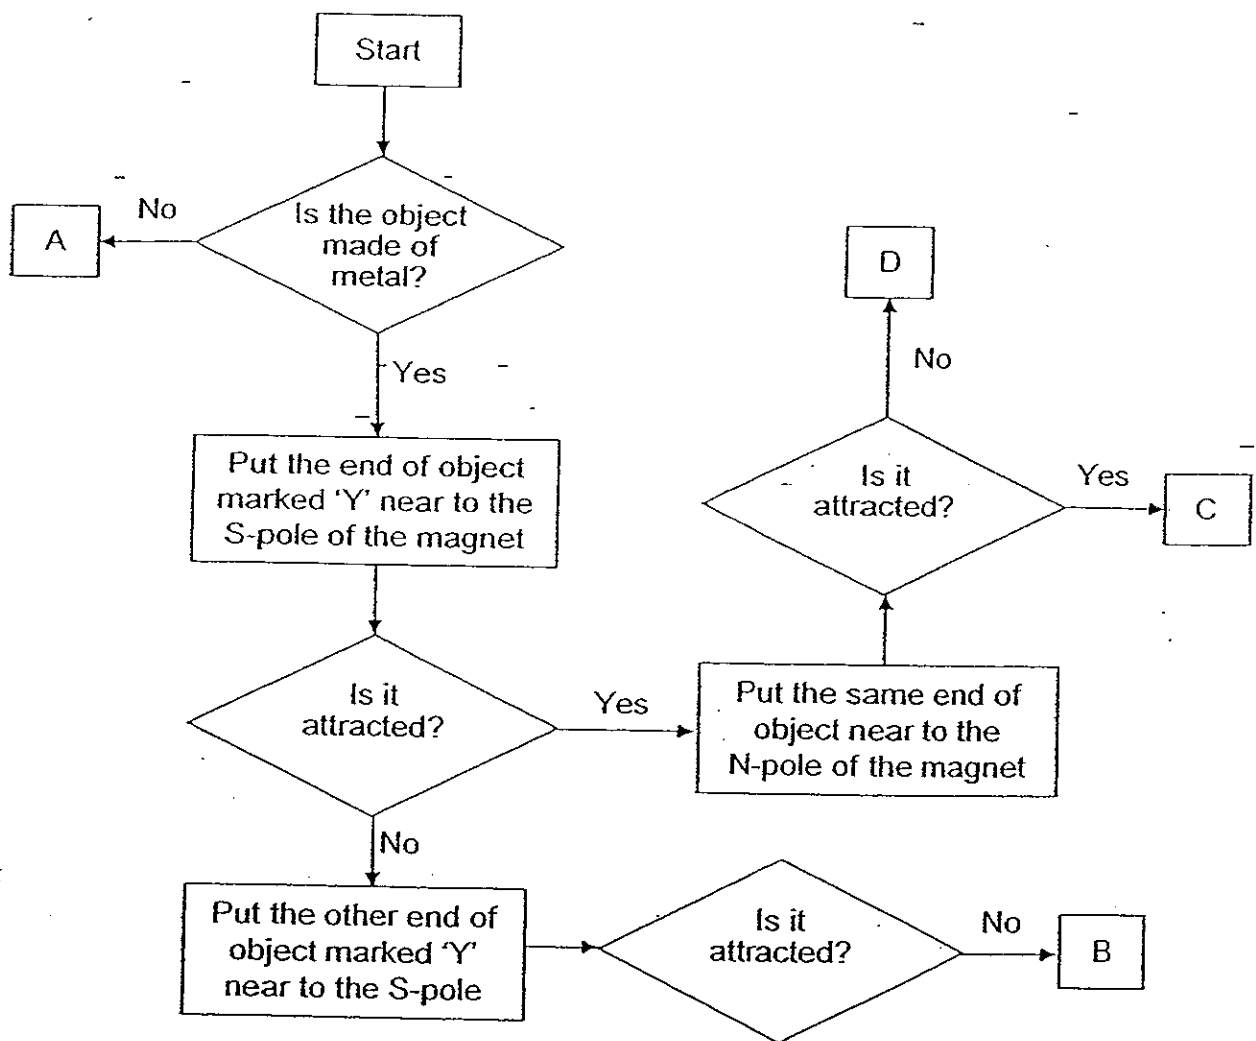 Start
No
A
Is the object
made of
metal?
Yes
Put the end of object
marked ‘Y’ near to the
S-pole of the magnet
Is it
attracted?
Yes
Put the same end of
object near to the
N-pole of the magnet
Is it
attracted?
Yes
C
No
D
No
Put the other end of
object marked ‘Y’
near to the S-pole
Is it
attracted?
No
B